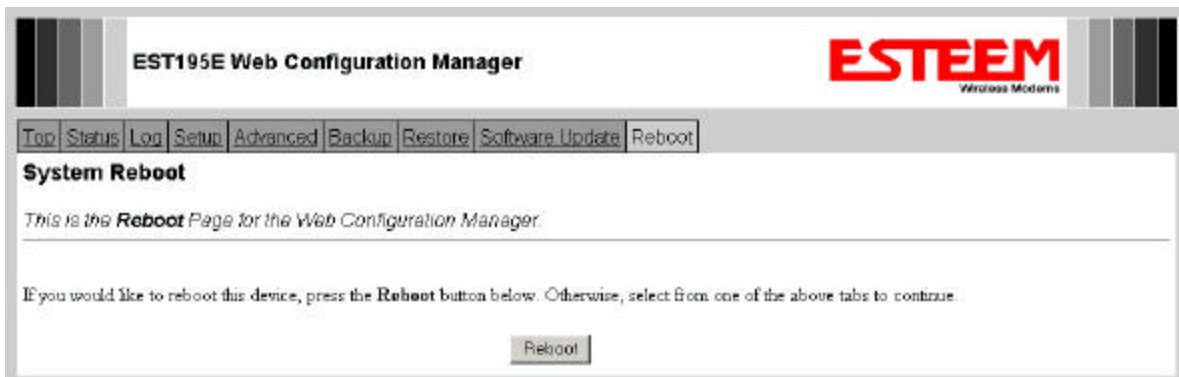 EST195E Web Configuration Manager
ESTEEM
Wireless Modems
Top Status Log Setup Advanced Backup Restore Software Update Reboot
System Reboot
This is the Reboot Page for the Web Configuration Manager.
If you would like to reboot this device, press the Reboot button below. Otherwise, select from one of the above tabs to continue.
Reboot